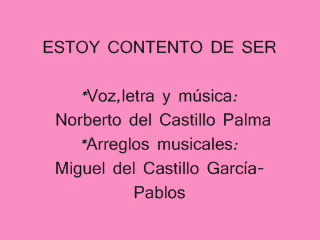 ESTOY CONTENTO DE SER
*Voz,letra y música:
Norberto del Castillo Palma
*Arreglos musicales:
Miguel del Castillo García-
Pablos